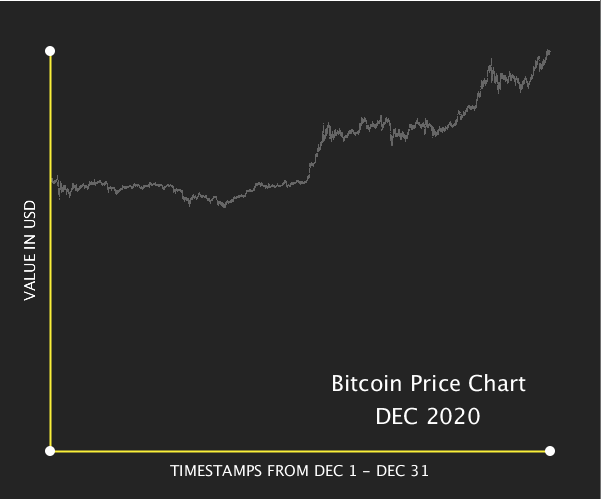 VALUE IN USD
Bitcoin Price Chart
DEC 2020
TIMESTAMPS FROM DEC 1 - DEC 31